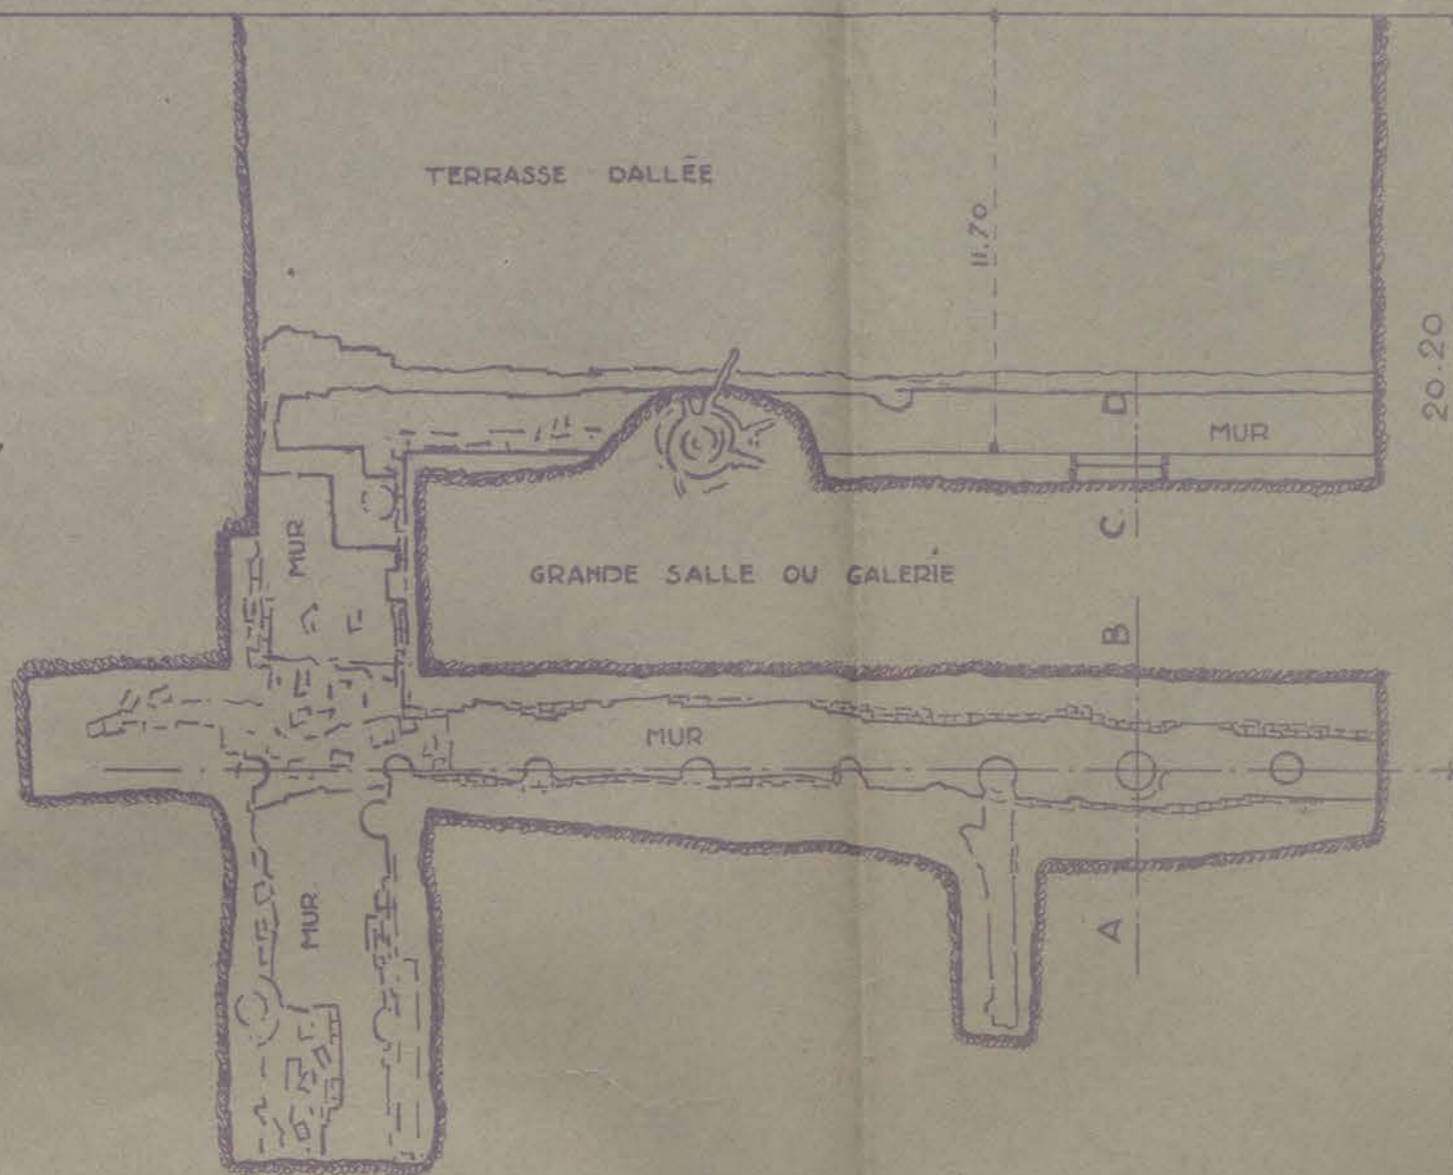 TERRASSE DALLÉE
11.70
20.20
D
MUR
MUR
C
GRANDE SALLE OU GALERIE
B
MUR
MUR
A